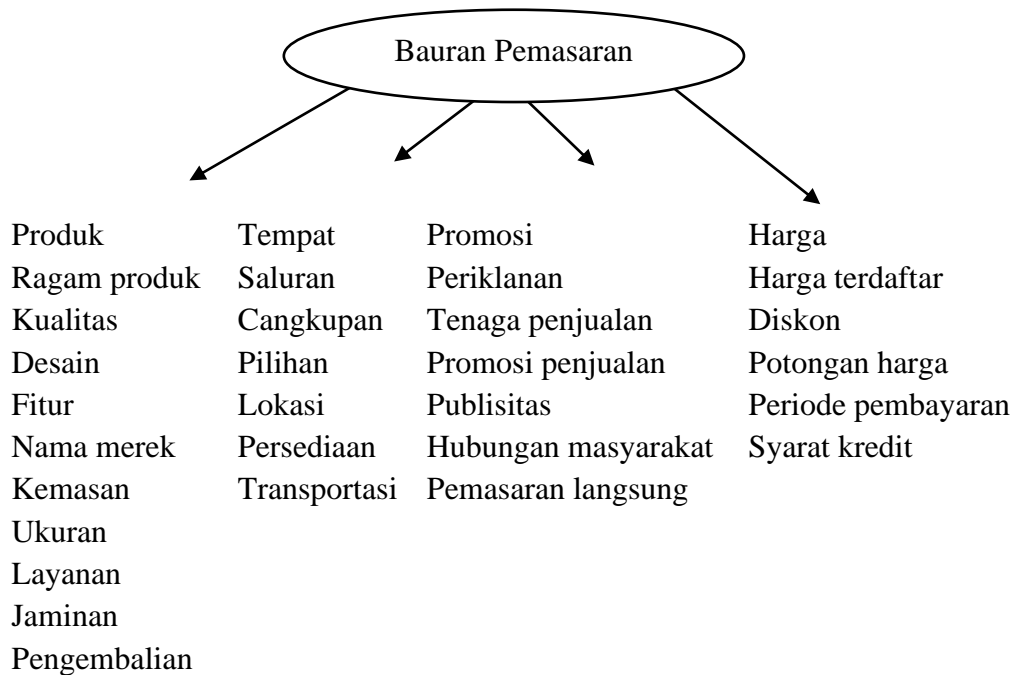 Bauran Pemasaran
Produk
Ragam produk
Kualitas
Desain
Fitur
Nama merek
Kemasan
Ukuran
Layanan
Jaminan
Pengembalian
Tempat
Saluran
Cangkupan
Pilihan
Lokasi
Persediaan
Transportasi
Promosi
Periklanan
Tenaga penjualan
Promosi penjualan
Publisitas
Hubungan masyarakat
Pemasaran langsung
Harga
Harga terdaftar
Diskon
Potongan harga
Periode pembayaran
Syarat kredit